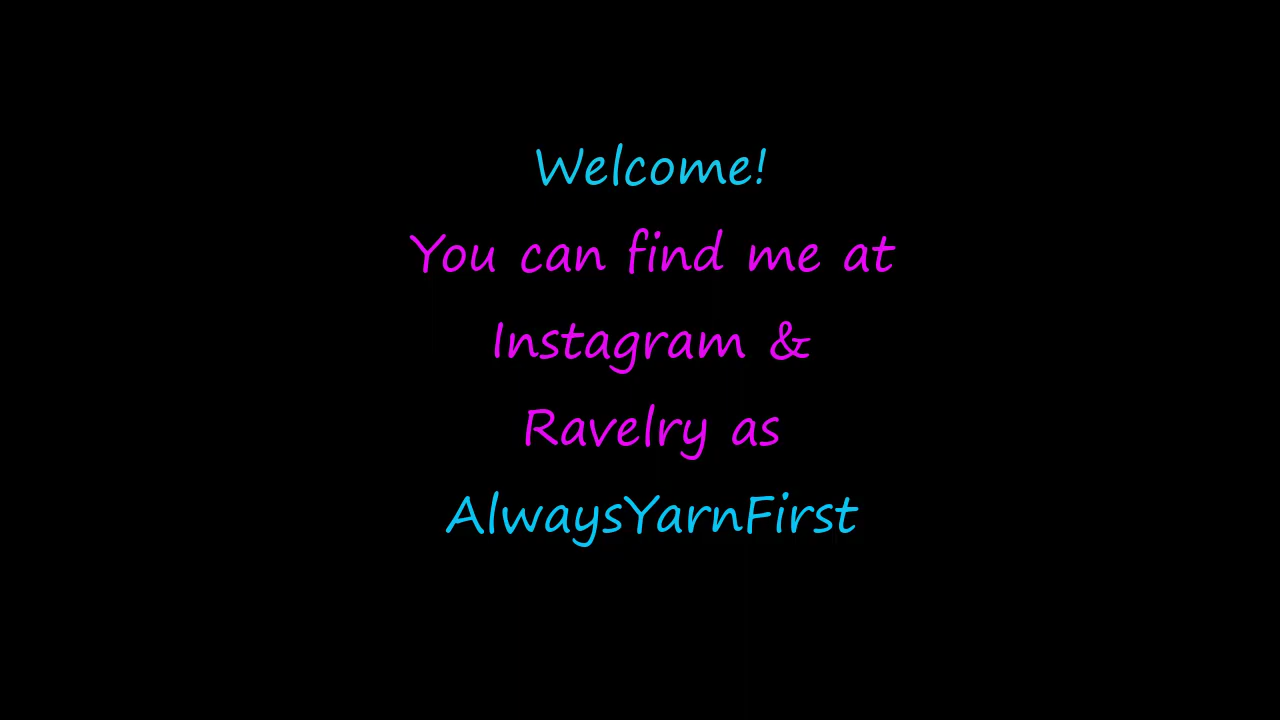 Welcome!
You can find me at
Instagram &
Ravelry as
AlwaysYarnFirst